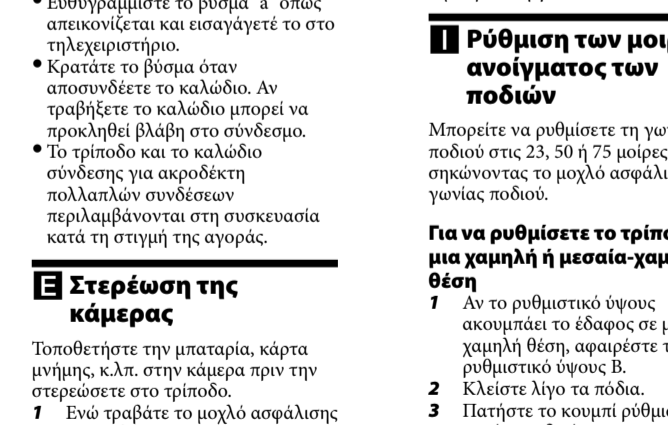 • Ευθυγραμμίστε το βύσμα "a" όπως
απεικονίζεται και εισαγάγετέ το στο
τηλεχειριστήριο.
• Κρατάτε το βύσμα όταν
αποσυνδέετε το καλώδιο. Αν
τραβήξετε το καλώδιο μπορεί να
προκληθεί βλάβη στο σύνδεσμο.
• Το τρίποδο και το καλώδιο
σύνδεσης για ακροδέκτη
πολλαπλών συνδέσεων
περιλαμβάνονται στη συσκευασία
κατά τη στιγμή της αγοράς.
E Στερέωση της
κάμερας
Τοποθετήστε την μπαταρία, κάρτα
μνήμης, κ.λπ. στην κάμερα πριν την
στερεώσετε στο τρίποδο.
1 Ενώ τραβάτε το μοχλό ασφάλισης
I Ρύθμιση των
ανοίγματος των
ποδιών
Μπορείτε να ρυθμίσετε τη
ποδιού στις 23, 50 ή 75 μοίρες
σηκώνοντας το μοχλό
γωνίας ποδιού.
Για να ρυθμίσετε το
μια χαμηλή ή
θέση
1 Αν το ρυθμιστικό ύψους
ακουμπάει το έδαφος σε
χαμηλή θέση, αφαιρέστε
ρυθμιστικό ύψους B.
2 Κλείστε λίγο τα πόδια.
3 Πατήστε το κουμπί